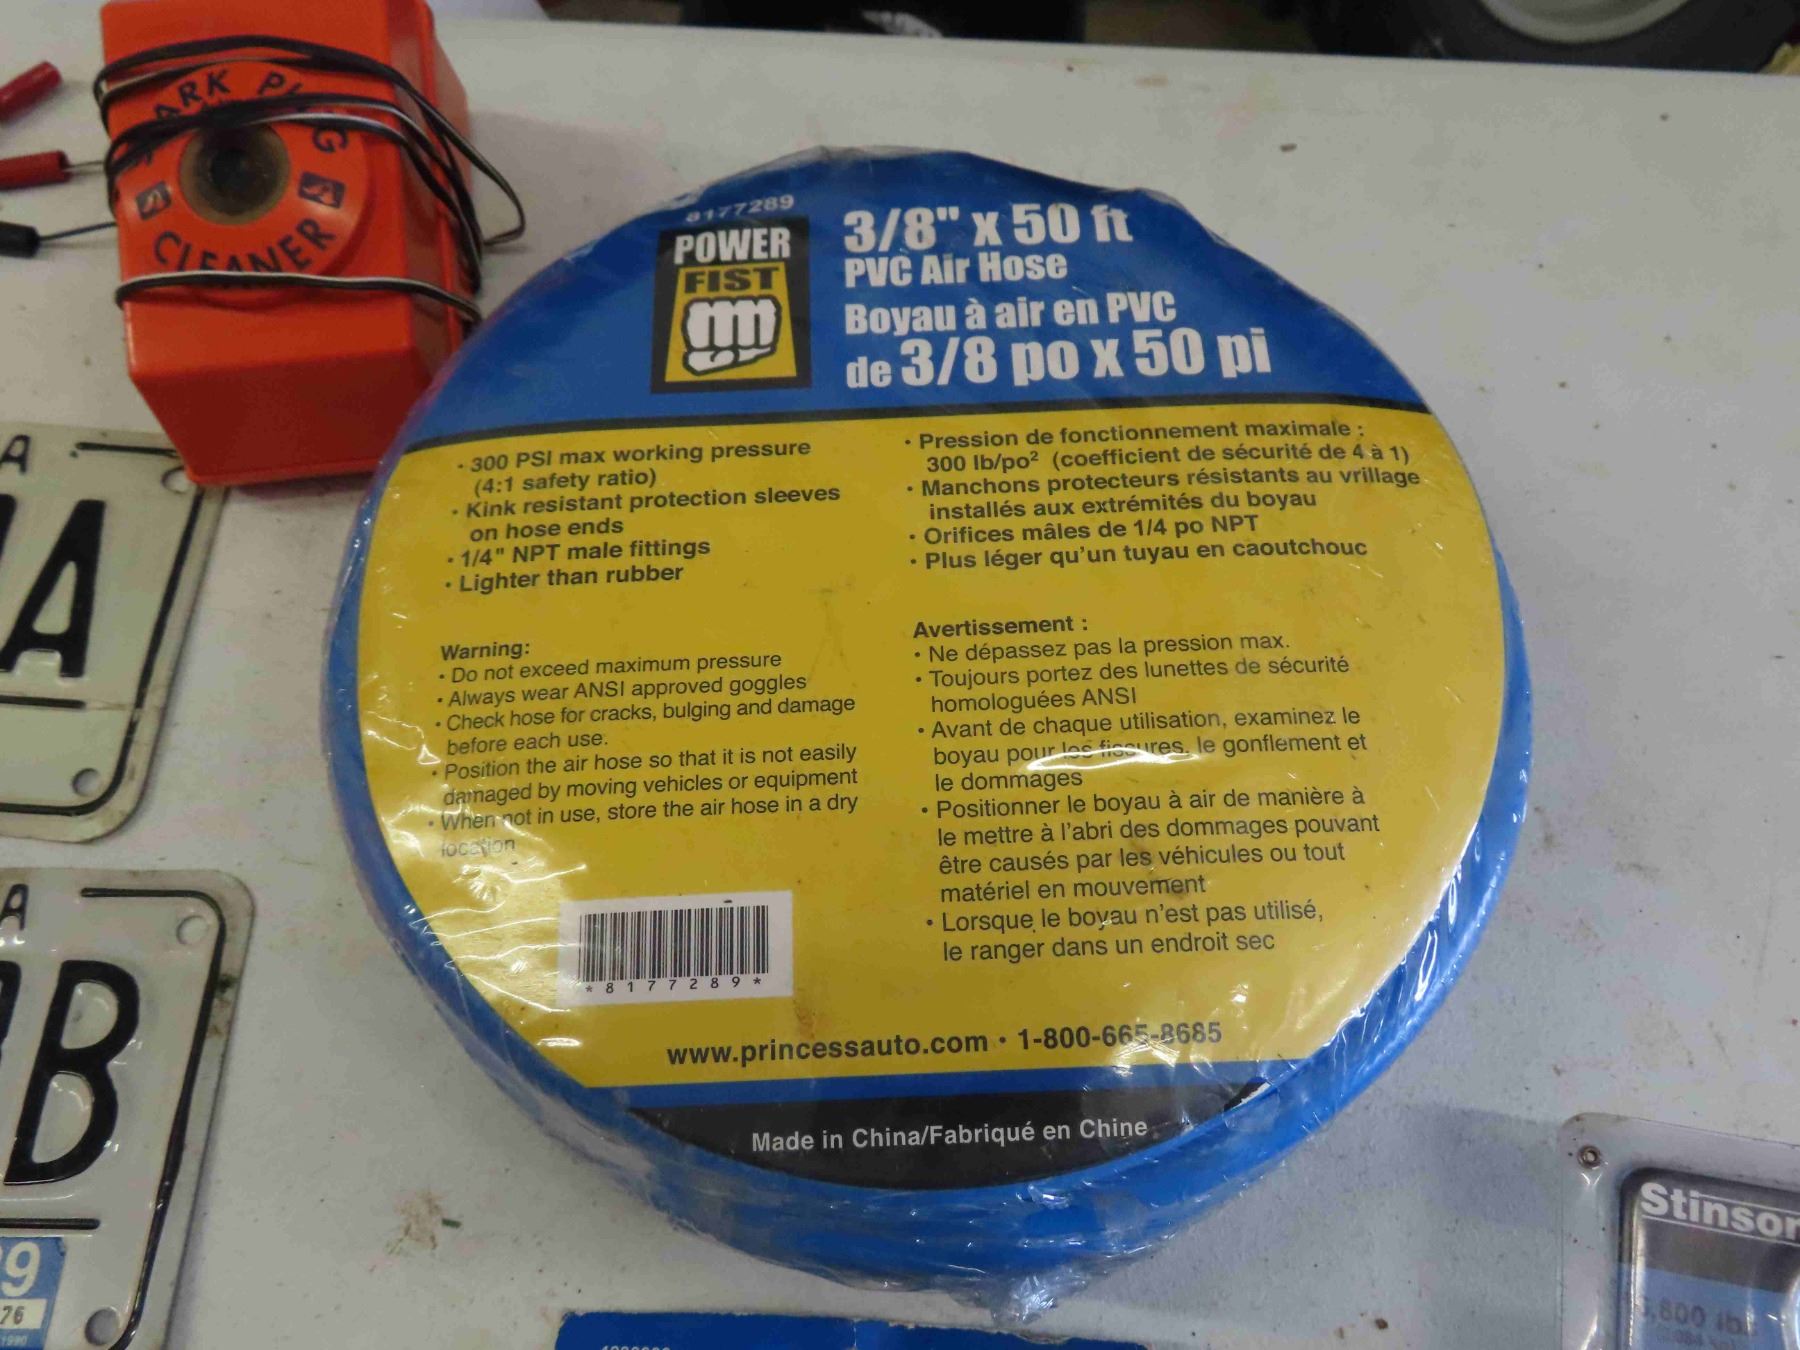 PLUG
CLEANER
8177289
POWER
FIST
3/8" x 50 ft
PVC Air Hose
Boyau à air en PVC
de 3/8 po x 50 pi
· 300 PSI max working pressure
(4:1 safety ratio)
· Kink resistant protection sleeves
on hose ends
· 1/4" NPT male fittings
· Lighter than rubber
· Pression de fonctionnement maximale :
300 lb/po² (coefficient de sécurité de 4 à 1)
· Manchons protecteurs résistants au vrillage
installés aux extrémités du boyau
· Orifices mâles de 1/4 po NPT
· Plus léger qu'un tuyau en caoutchouc
Warning:
· Do not exceed maximum pressure
· Always wear ANSI approved goggles
· Check hose for cracks, bulging and damage
before each use.
· Position the air hose so that it is not easily
damaged by moving vehicles or equipment
· When not in use, store the air hose in a dry
location
Avertissement :
· Ne dépassez pas la pression max.
· Toujours portez des lunettes de sécurité
homologuées ANSI
· Avant de chaque utilisation, examinez le
boyau pour les fissures, le gonflement et
le dommages
· Positionner le boyau à air de manière à
le mettre à l'abri des dommages pouvant
être causés par les véhicules ou tout
matériel en mouvement
· Lorsque le boyau n'est pas utilisé,
le ranger dans un endroit sec
*8177289*
www.princessauto.com · 1-800-665-8685
Made in China/Fabriqué en Chine
A
A
A
B
9
76
1990
Stinson